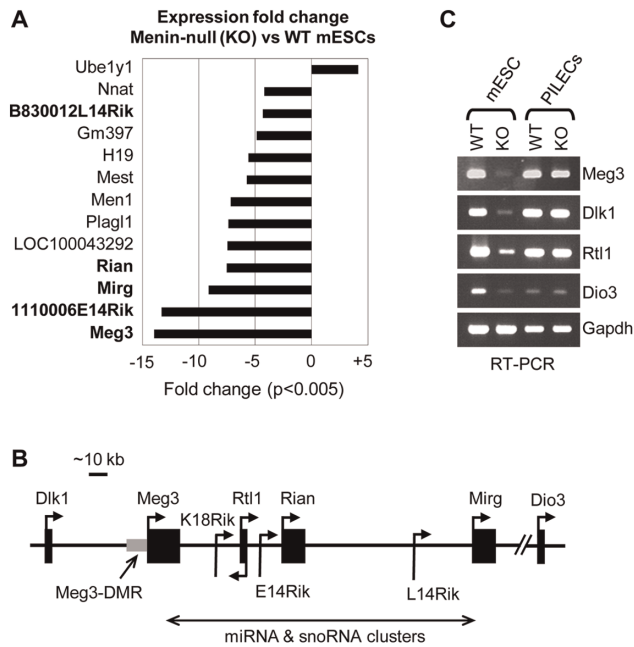 A
Expression fold change
Menin-null (KO) vs WT mESCs
Ube1y1
Nnat
B830012L14Rik
Gm397
H19
Mest
Men1
Plagl1
LOC100043292
Rian
Mirg
1110006E14Rik
Meg3
-15 -10 -5 0 +5
Fold change (p<0.005)
C
mESC PILECs
WT KO WT KO
Meg3
Dlk1
Rtl1
Dio3
Gapdh
RT-PCR
B
~10 kb
Dlk1 Meg3 Rtl1 Rian Mirg Dio3
K18Rik
Meg3-DMR E14Rik L14Rik
miRNA & snoRNA clusters